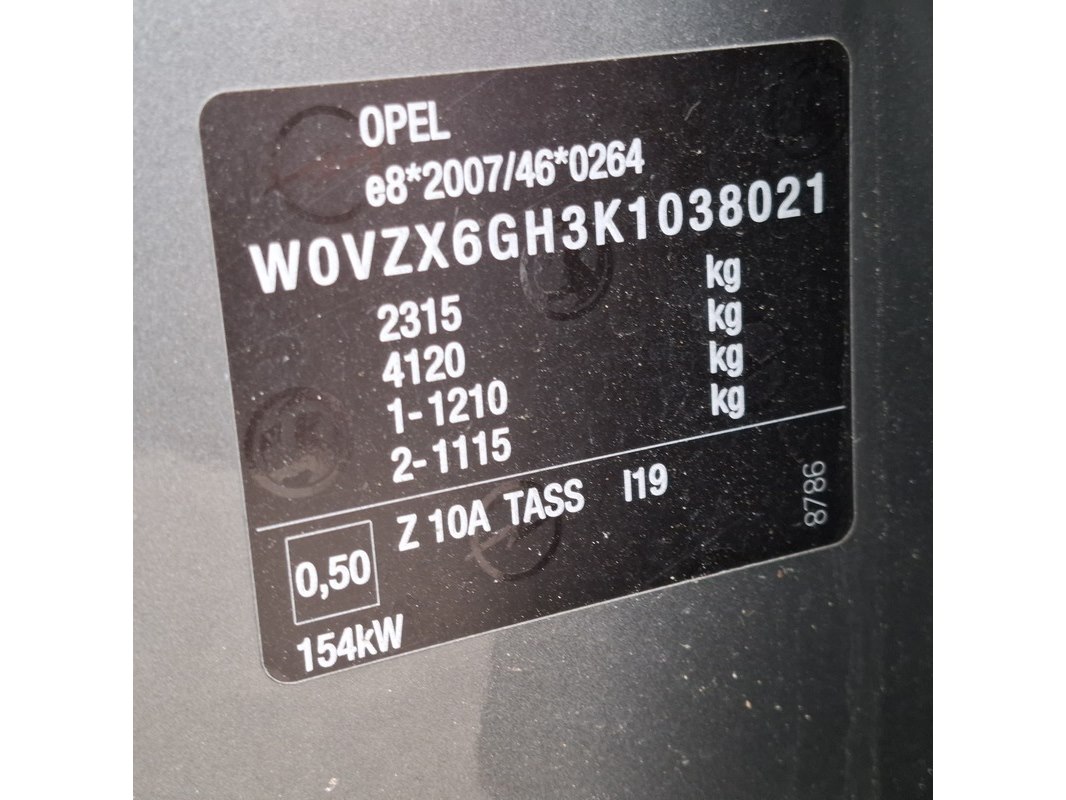 OPEL
e8*2007/46*0264
W0VZX6GH3K1038021
2315 kg
4120 kg
1-1210 kg
2-1115 kg
Z 10A TASS I19
8786
0,50
154kW